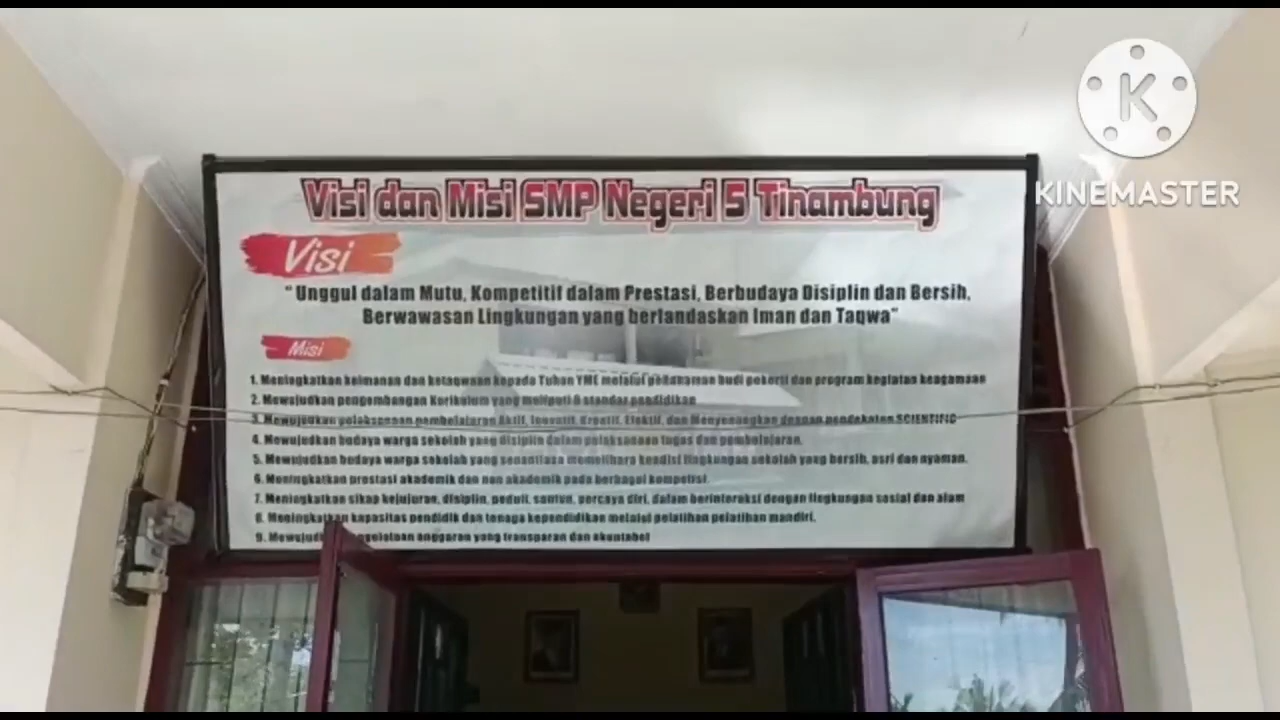 K
KINEMASTER
Visi dan Misi SMP Negeri 5 Tinambung
Visi
"Unggul dalam Mutu, Kompetitif dalam Prestasi, Berbudaya Disiplin dan Bersih,
Berwawasan Lingkungan yang berlandaskan Iman dan Taqwa"
Misi
1. Meningkatkan keimanan dan ketaqwaan kepada Tuhan YME melalui penanaman budi pekerti dan program kegiatan keagamaan
2. Mewujudkan pengembangan Kurikulum yang meliputi 8 standar pendidikan
3. Mewujudkan pelaksanaan pembelajaran Aktif, Inovatif, Kreatif, Efektif, dan Menyenangkan dengan pendekatan SCIENTIFIC
4. Mewujudkan budaya warga sekolah yang disiplin dalam pelaksanaan tugas dan pembelajaran.
5. Mewujudkan budaya warga sekolah yang senantiasa memelihara kondisi lingkungan sekolah yang bersih, asri dan nyaman.
6. Meningkatkan prestasi akademik dan non akademik pada berbagai kompetisi.
7. Meningkatkan sikap kejujuran, disiplin, peduli, santun, percaya diri, dalam berinteraksi dengan lingkungan sosial dan alam
8. Meningkatkan kapasitas pendidik dan tenaga kependidikan melalui pelatihan pelatihan mandiri.
9. anggaran yang transparan dan akuntabel